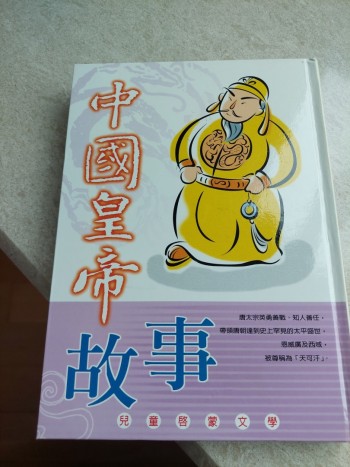 中國皇帝
故事
唐太宗英勇善戰，知人善任，
帶領唐朝達到史上罕見的太平盛世，
恩威廣及西域，
被尊稱為「天可汗」。
兒童啓蒙文學